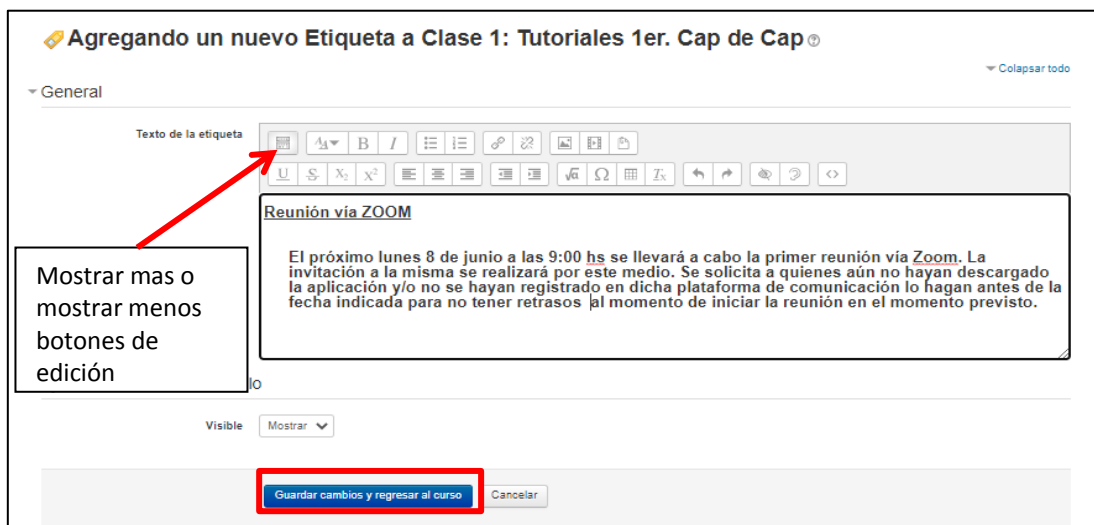 Agregando un nuevo Etiqueta a Clase 1: Tutoriales 1er. Cap de Cap
Colapsar todo
General
Texto de la etiqueta
Reunión vía ZOOM
El próximo lunes 8 de junio a las 9:00 hs se llevará a cabo la primer reunión vía Zoom. La
invitación a la misma se realizará por este medio. Se solicita a quienes aún no hayan descargado
la aplicación y/o no se hayan registrado en dicha plataforma de comunicación lo hagan antes de la
fecha indicada para no tener retrasos al momento de iniciar la reunión en el momento previsto.
Mostrar mas o
mostrar menos
botones de
edición
lo
Visible
Mostrar
Guardar cambios y regresar al curso
Cancelar